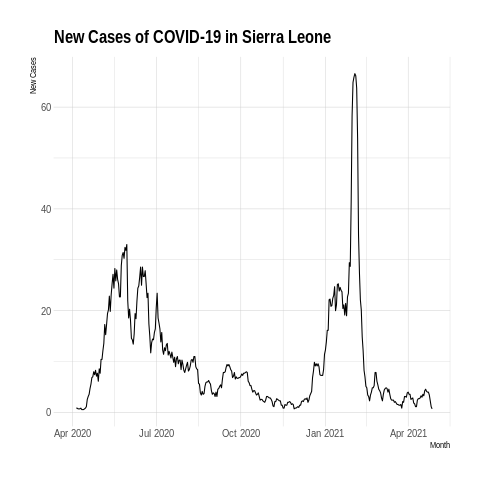 New Cases of COVID-19 in Sierra Leone
New Cases
60
40
20
0
Apr 2020 Jul 2020 Oct 2020 Jan 2021 Apr 2021
Month